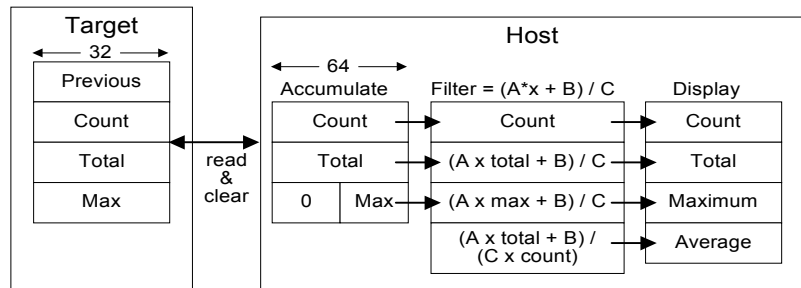 Target
32
Previous
Count
Total
Max
read
&
clear
Host
64
Accumulate
Count
Total
0 Max
Filter = (A*x + B) / C
Count
(A x total + B) / C
(A x max + B) / C
(A x total + B) /
(C x count)
Display
Count
Total
Maximum
Average